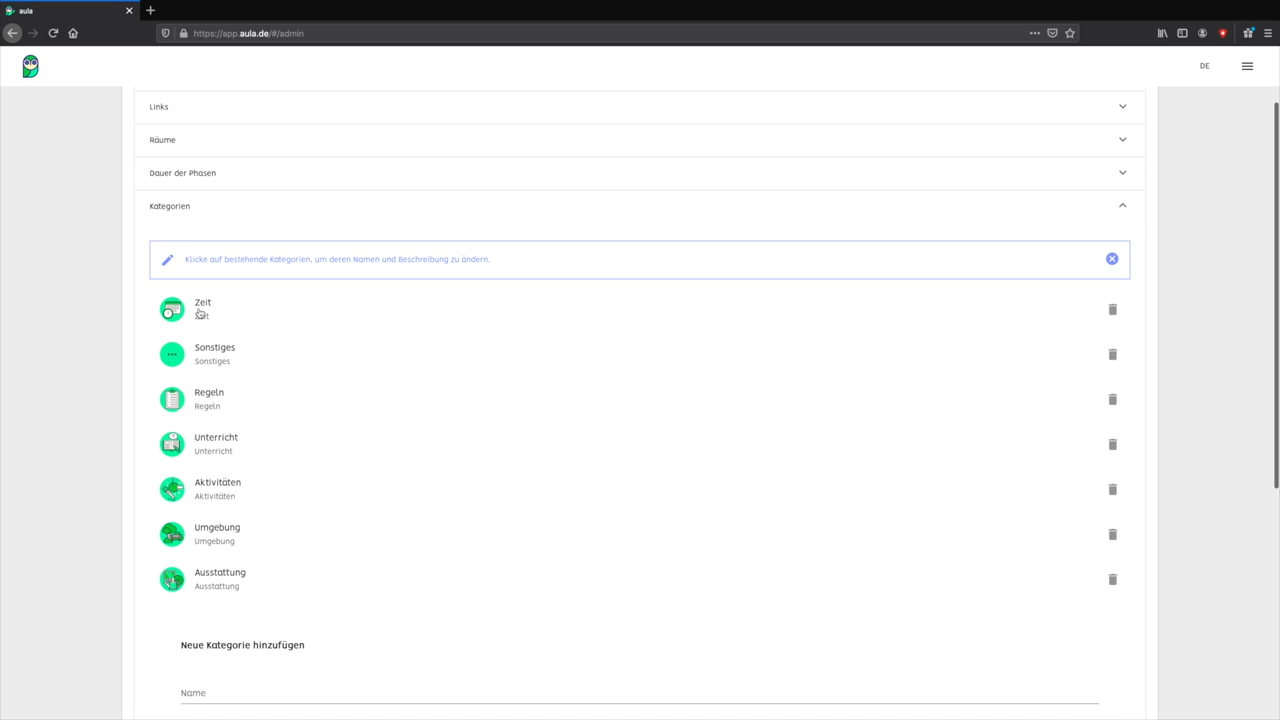 aula
https://app.aula.de/#/admin
DE
Links
Räume
Dauer der Phasen
Kategorien
Klicke auf bestehende Kategorien, um deren Namen und Beschreibung zu ändern.
Zeit
Zeit
Sonstiges
Sonstiges
Regeln
Regeln
Unterricht
Unterricht
Aktivitäten
Aktivitäten
Umgebung
Umgebung
Ausstattung
Ausstattung
Neue Kategorie hinzufügen
Name